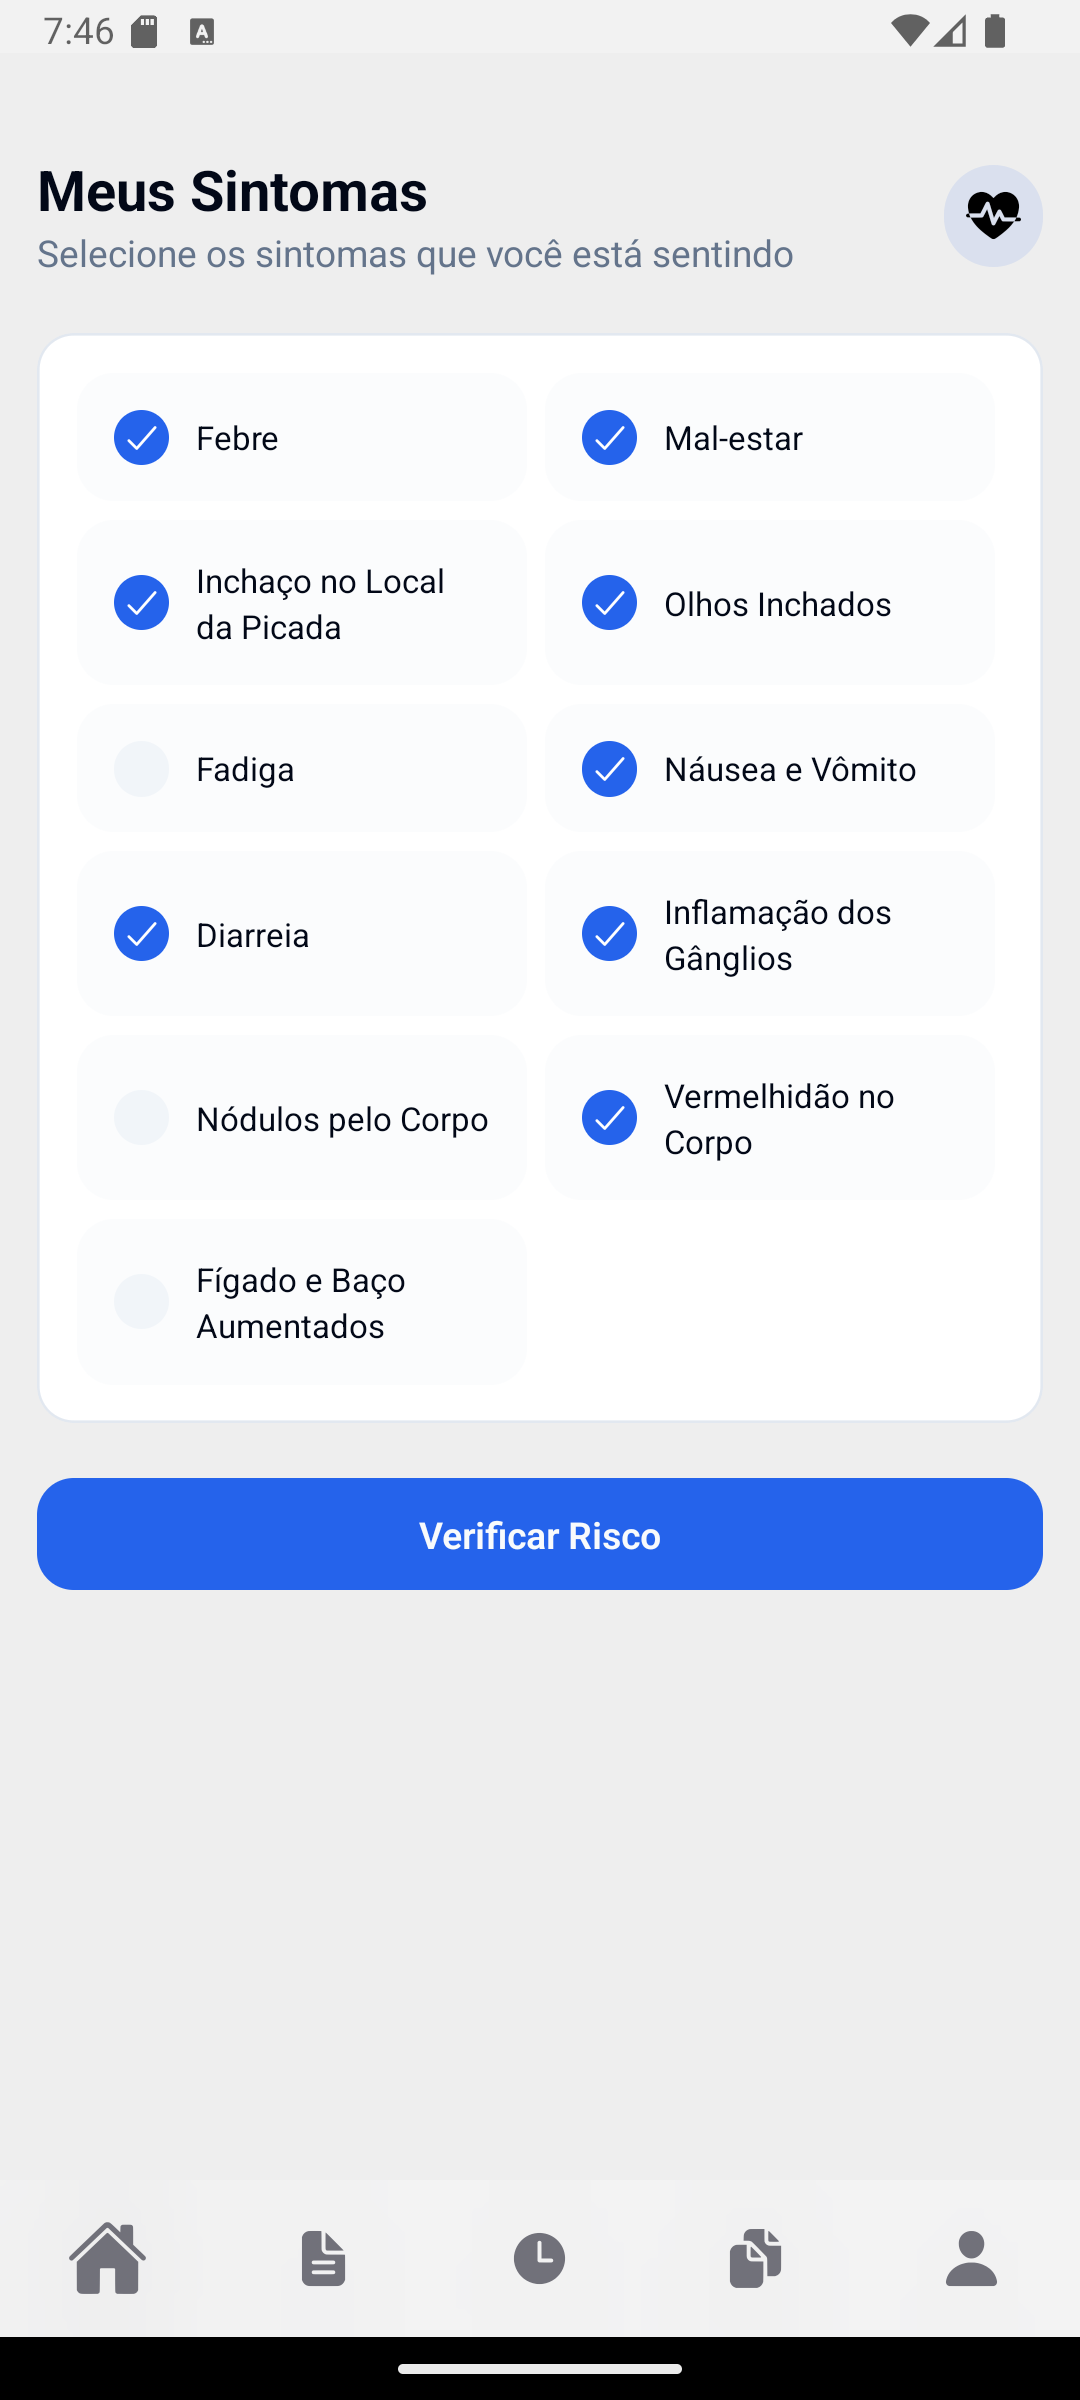 7:46
Meus Sintomas
Selecione os sintomas que você está sentindo
Febre
Mal-estar
Inchaço no Local
da Picada
Olhos Inchados
Fadiga
Náusea e Vômito
Diarreia
Inflamação dos
Gânglios
Nódulos pelo Corpo
Vermelhidão no
Corpo
Fígado e Baço
Aumentados
Verificar Risco